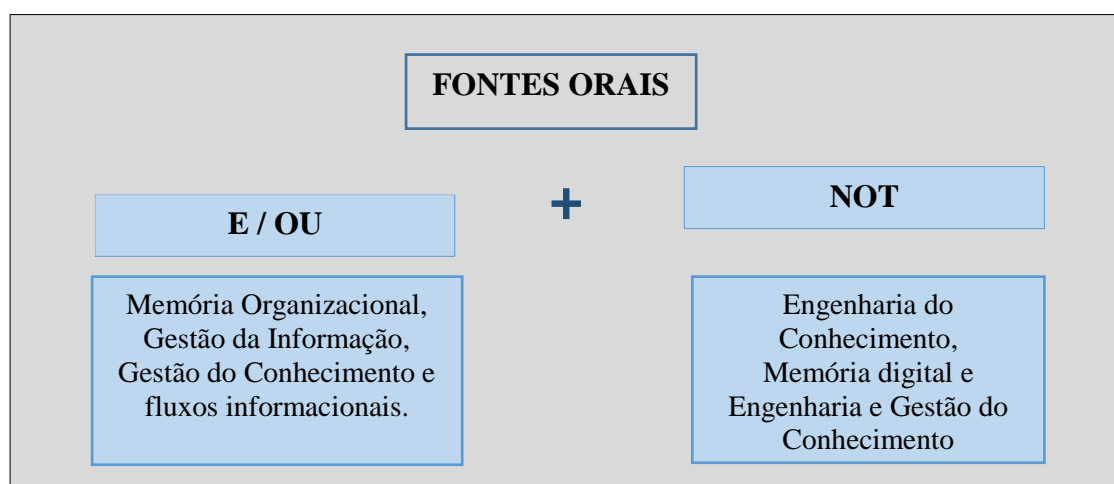 FONTES ORAIS
+
E / OU
NOT
Memória Organizacional,
Gestão da Informação,
Gestão do Conhecimento e
fluxos informacionais.
Engenharia do
Conhecimento,
Memória digital e
Engenharia e Gestão do
Conhecimento